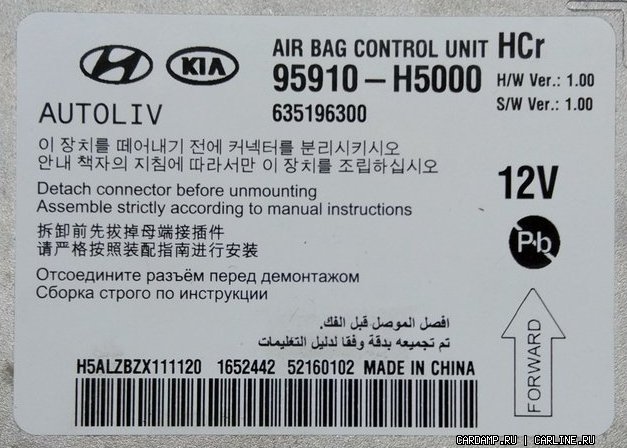 HYUNDAI KIA AIR BAG CONTROL UNIT HCr
95910-H5000 H/W Ver.: 1.00
AUTOLIV 635196300 S/W Ver.: 1.00
이 장치를 떼어내기 전에 커넥터를 분리시키시오
안내 책자의 지침에 따라서만 이 장치를 조립하십시오
12V
Detach connector before unmounting
Assemble strictly according to manual instructions
拆卸前先拔掉母端接插件
请严格按照装配指南进行安装
Pb
Отсоедините разъём перед демонтажом
Сборка строго по инструкции
افصل الموصل قبل الفك.
تم تجميعه بدقة وفقا لدليل التعليمات
FORWARD
H5ALZBZX111120 1652442 52160102 MADE IN CHINA
CARDAMP.RU | CARLINE.RU